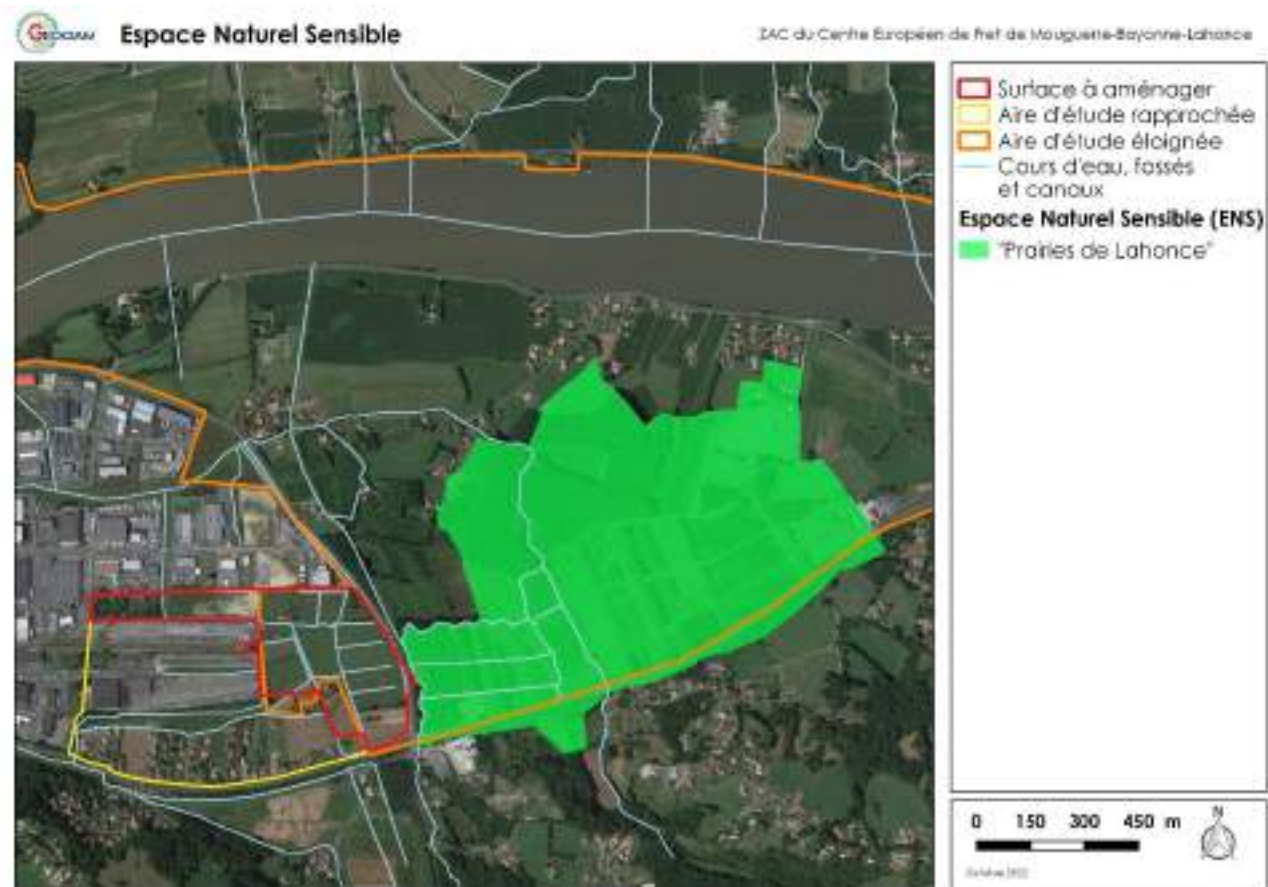 GEOCIAM
Espace Naturel Sensible
ZAC du Centre Européen de Fret de Mouguerre-Bayonne-Lahonce
Surface à aménager
Aire d'étude rapprochée
Aire d'étude éloignée
Cours d'eau, fossés
et canaux
Espace Naturel Sensible (ENS)
"Prairies de Lahonce"
0 150 300 450 m
N